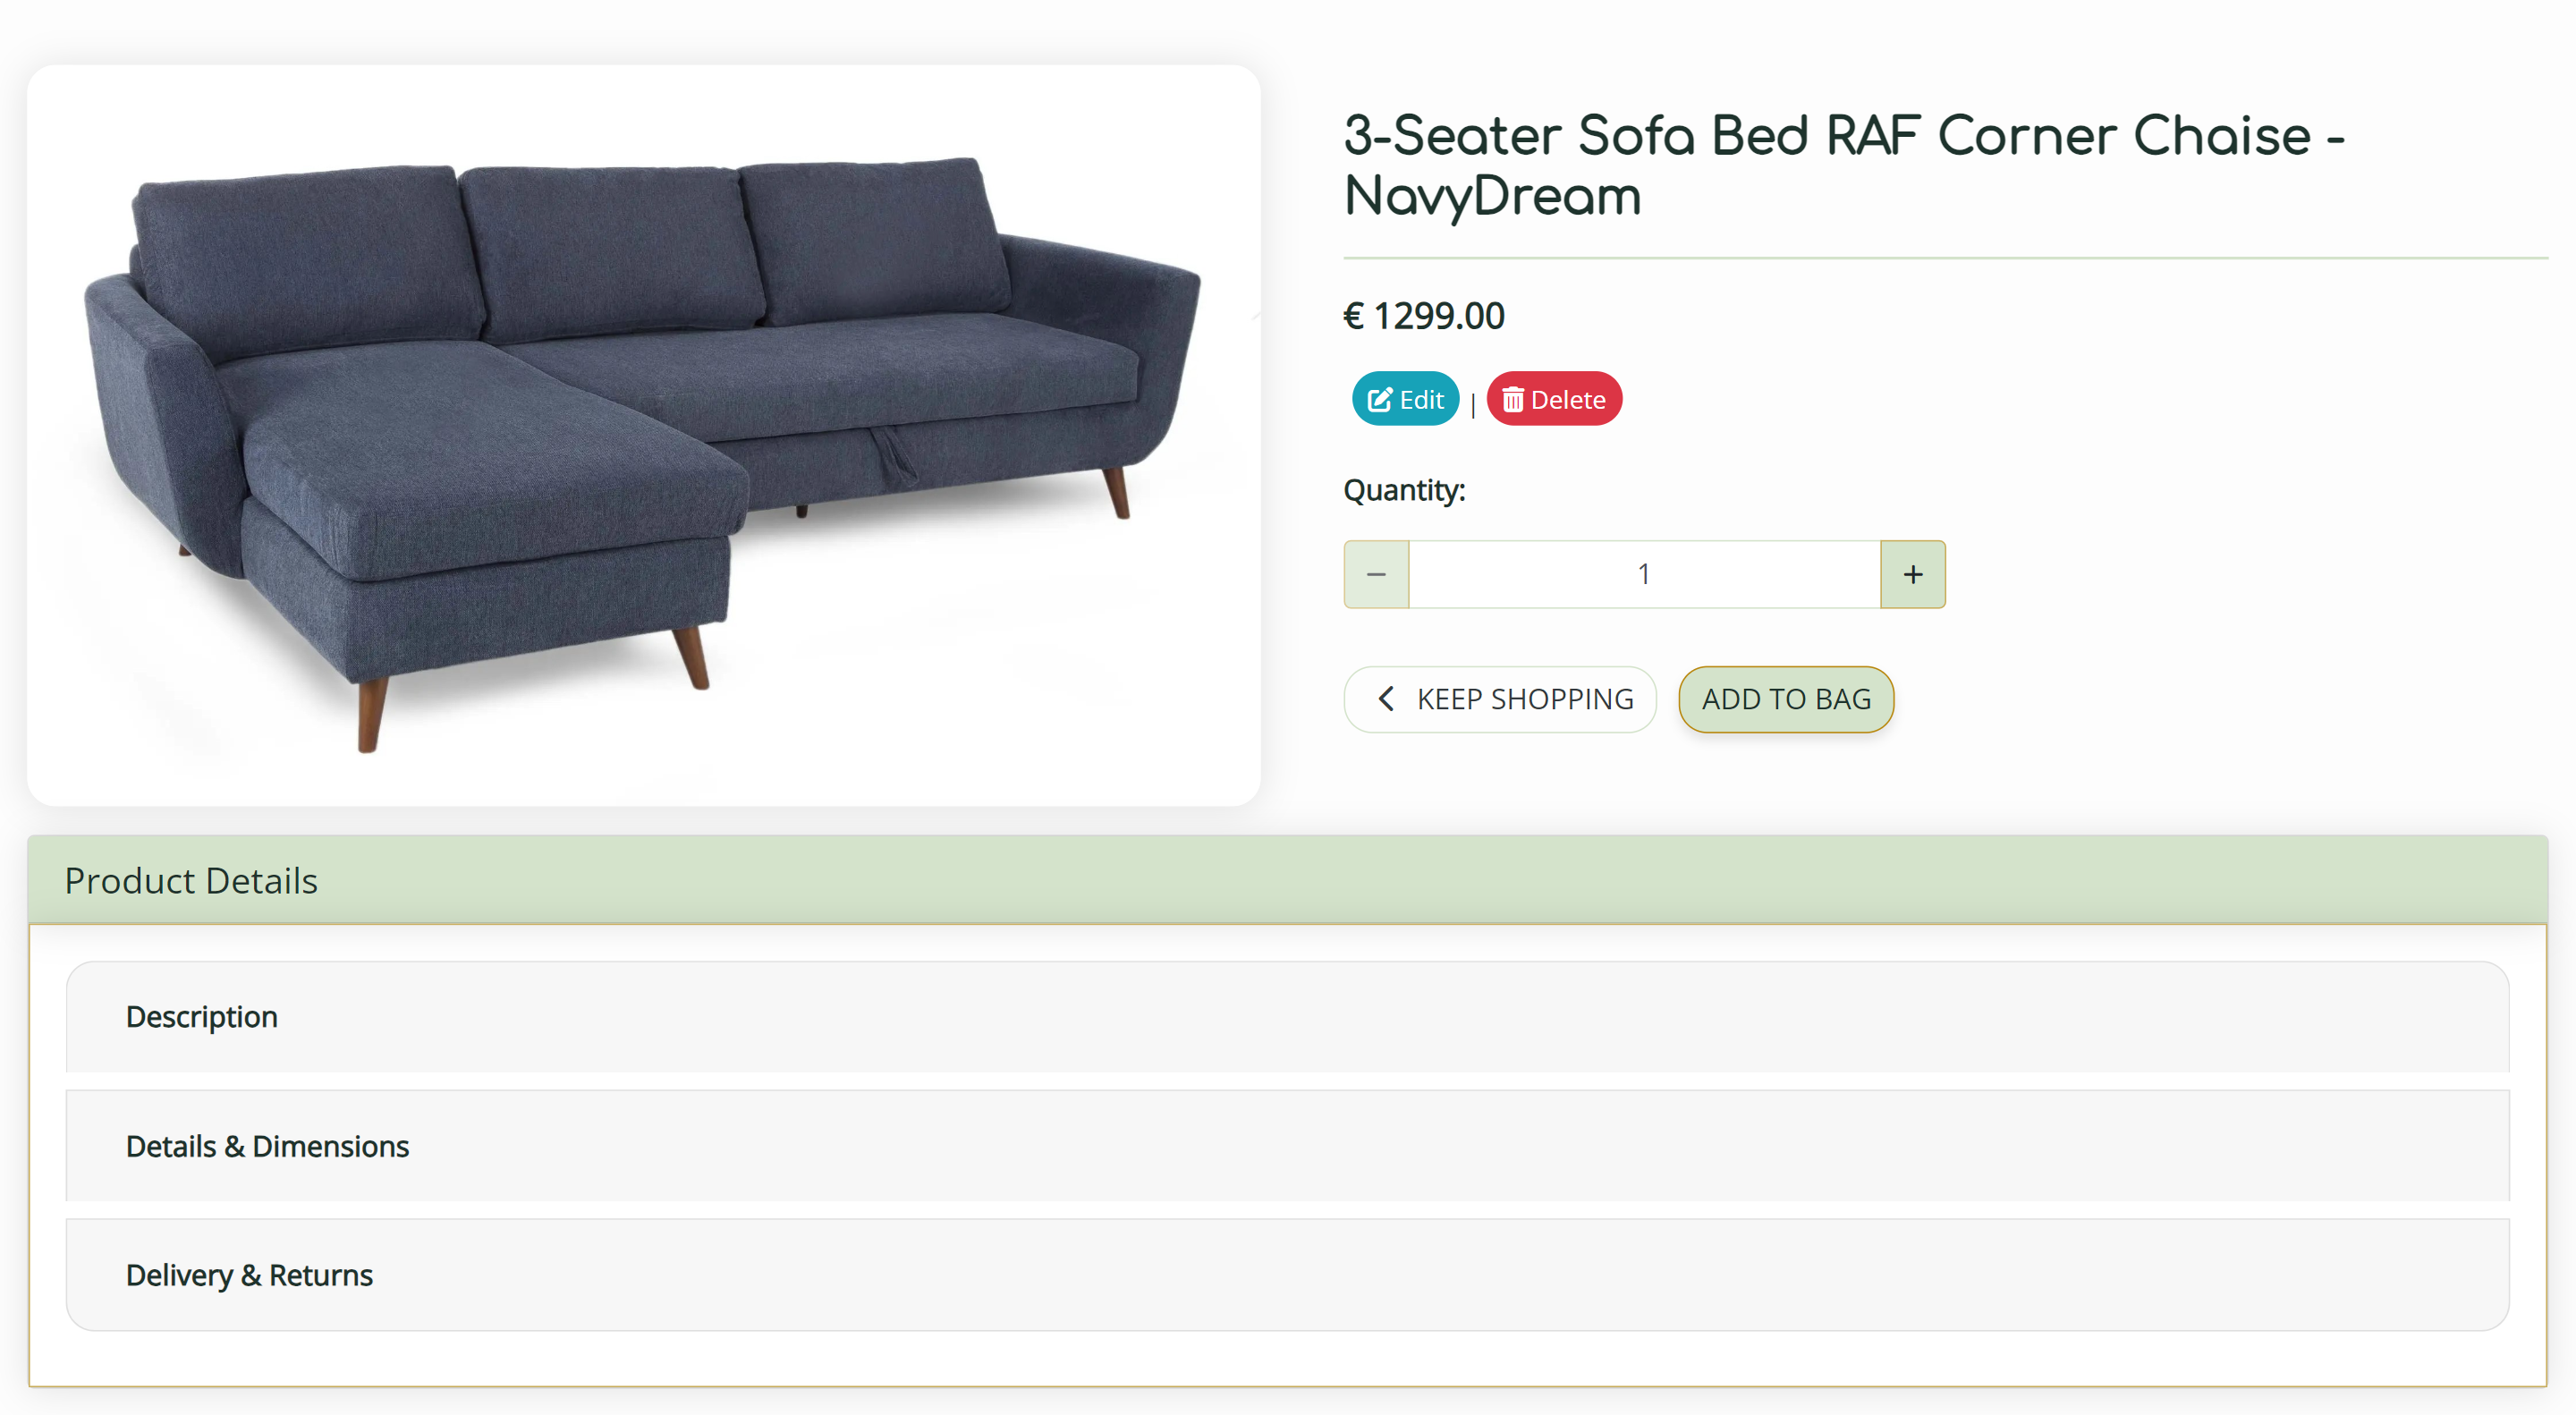 3-Seater Sofa Bed RAF Corner Chaise -
NavyDream
€ 1299.00
Edit | Delete
Quantity:
− 1 +
KEEP SHOPPING ADD TO BAG
Product Details
Description
Details & Dimensions
Delivery & Returns